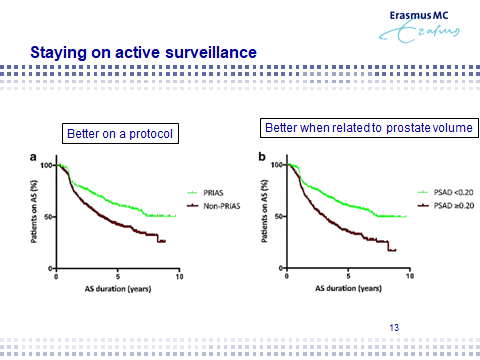 Erasmus MC
Erasmus
Staying on active surveillance
Better on a protocol
Better when related to prostate volume
a
100
50
0
Patients on AS (%)
0 5 10
AS duration (years)
PRIAS
Non-PRIAS
b
100
50
0
Patients on AS (%)
0 5 10
AS duration (years)
PSAD <0.20
PSAD ≥0.20
13